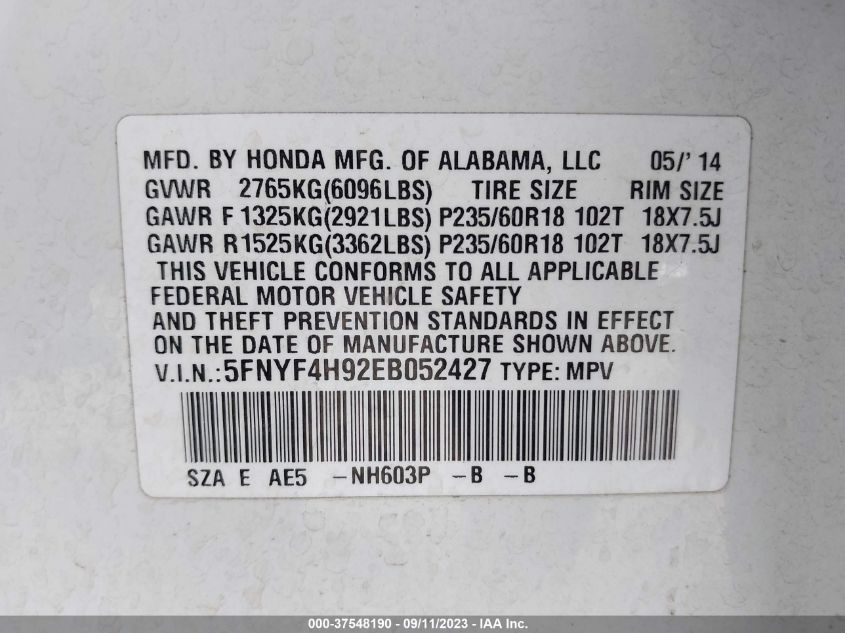 MFD. BY HONDA MFG. OF ALABAMA, LLC 05/' 14
GVWR 2765KG(6096LBS) TIRE SIZE RIM SIZE
GAWR F 1325KG(2921LBS) P235/60R18 102T 18X7.5J
GAWR R1525KG(3362LBS) P235/60R18 102T 18X7.5J
THIS VEHICLE CONFORMS TO ALL APPLICABLE
FEDERAL MOTOR VEHICLE SAFETY
AND THEFT PREVENTION STANDARDS IN EFFECT
ON THE DATE OF MANUFACTURE SHOWN ABOVE.
V.I.N.:5FNYF4H92EB052427 TYPE: MPV
SZA E AE5 -NH603P -B -B
000-37548190 - 09/11/2023 - IAA Inc.